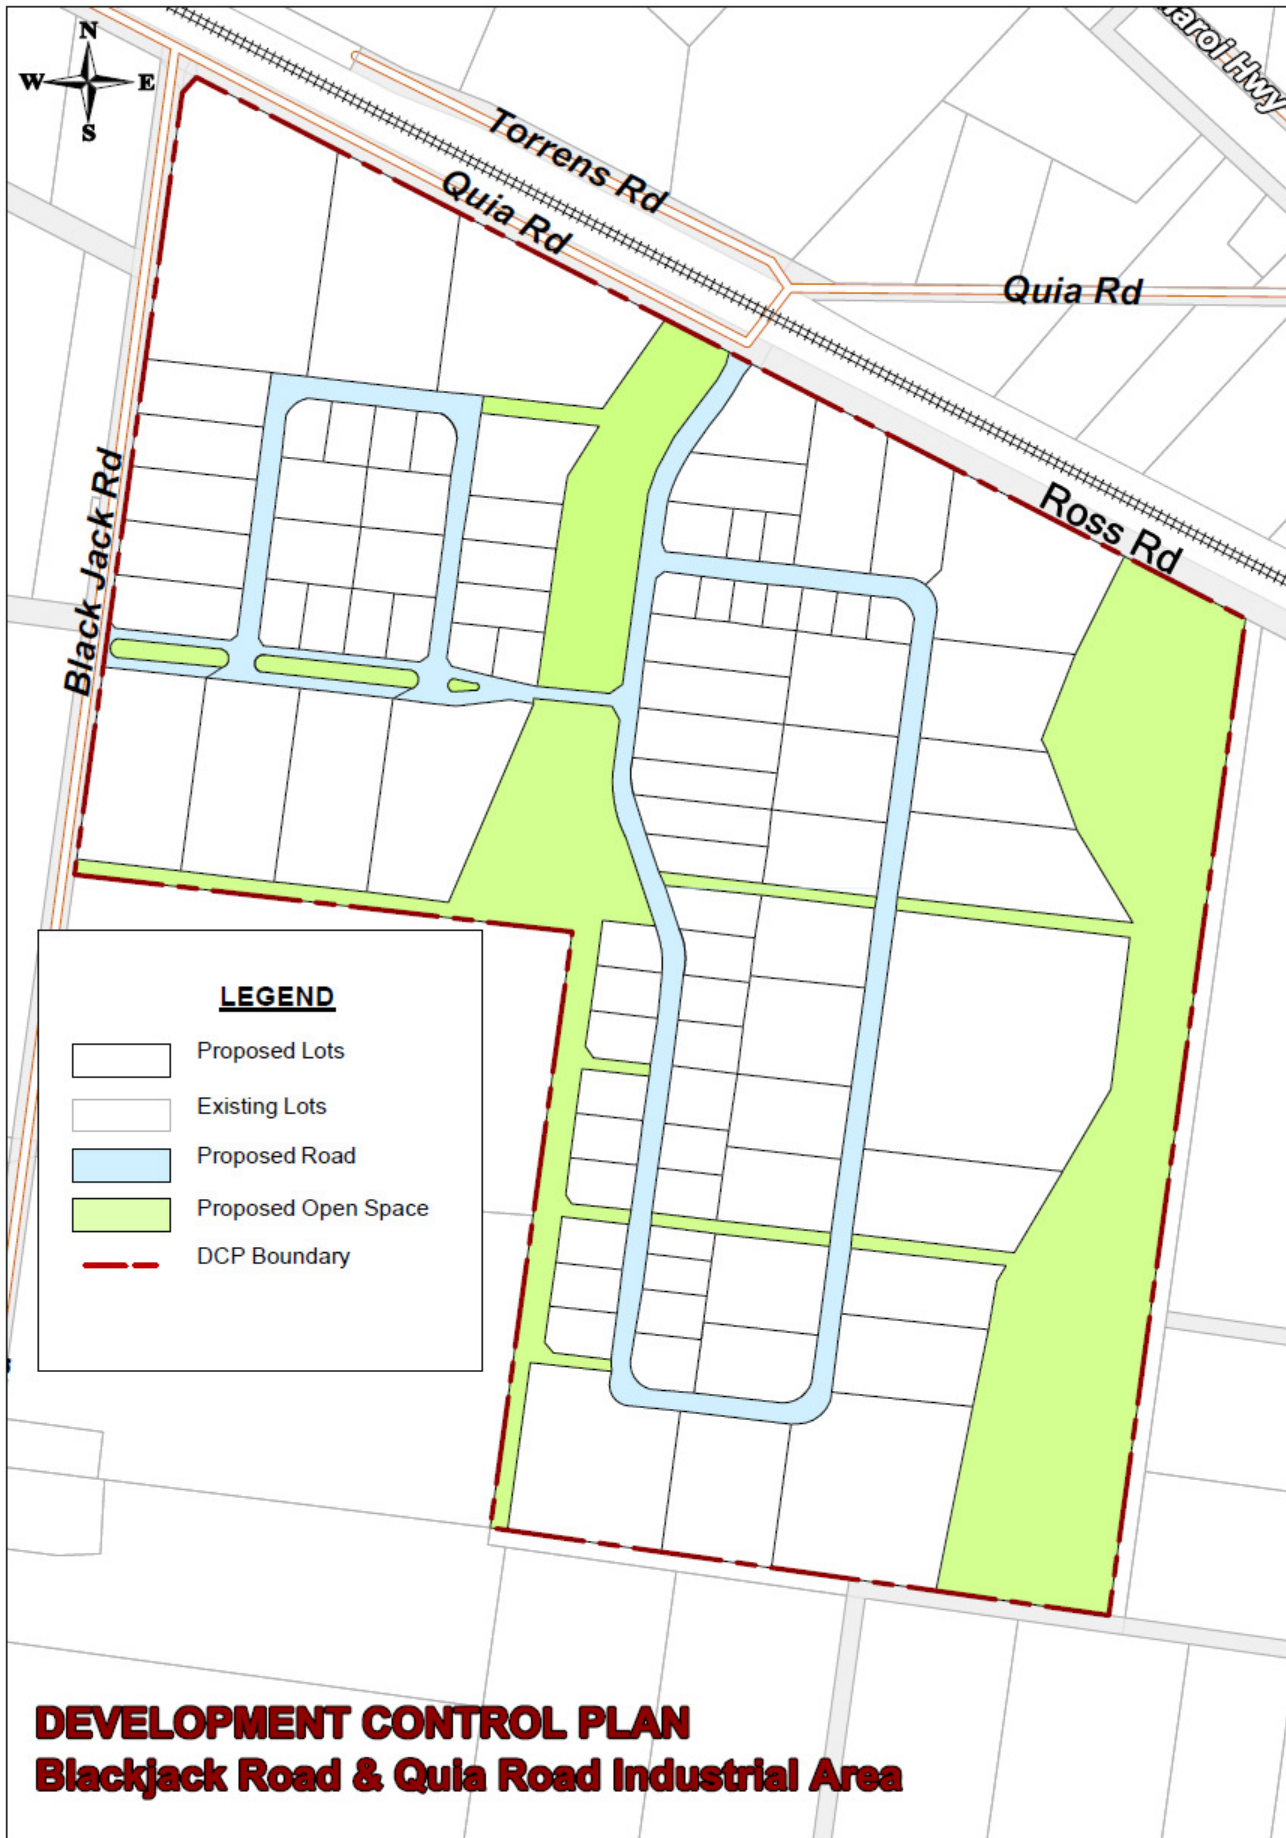 N
W E
S
Torrens Rd
Quia Rd
Quia Rd
Hwy
Ross Rd
Black Jack Rd
LEGEND
Proposed Lots
Existing Lots
Proposed Road
Proposed Open Space
DCP Boundary
DEVELOPMENT CONTROL PLAN
Blackjack Road & Quia Road Industrial Area